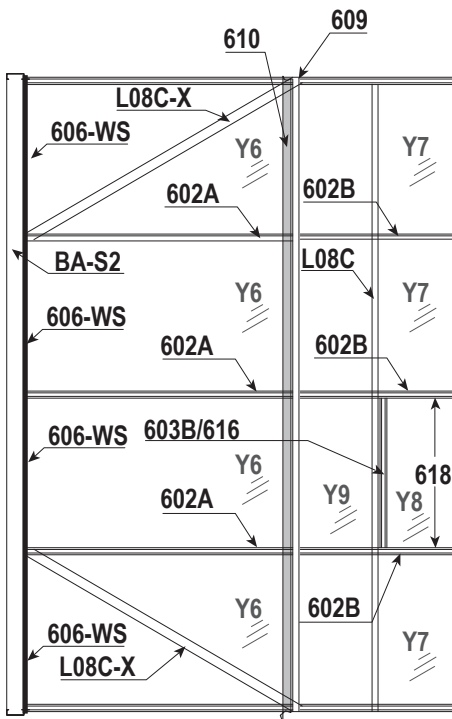 609
610
L08C-X
606-WS
Y6
Y7
602A
602B
BA-S2
L08C
Y6
Y7
606-WS
602A
602B
603B/616
606-WS
Y6
618
Y9
Y8
602A
Y6
602B
606-WS
Y7
L08C-X